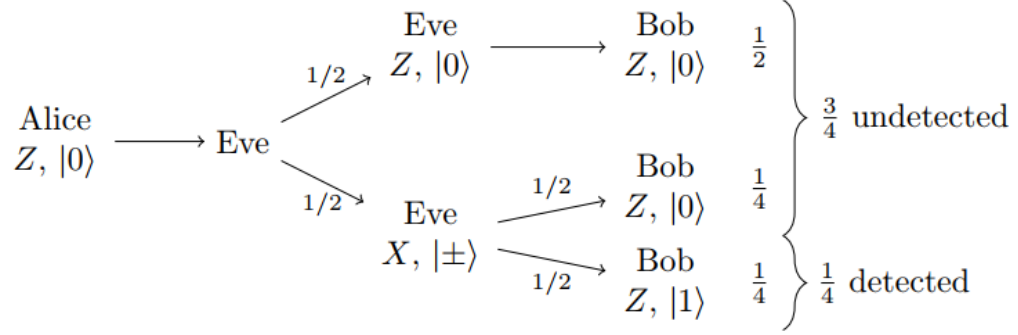 Alice
Z, |0⟩
Eve
1/2
1/2
Eve
Z, |0⟩
Eve
X, |±⟩
1/2
1/2
Bob
Z, |0⟩
1/2
Bob
Z, |0⟩
1/4
Bob
Z, |1⟩
1/4
3/4 undetected
1/4 detected